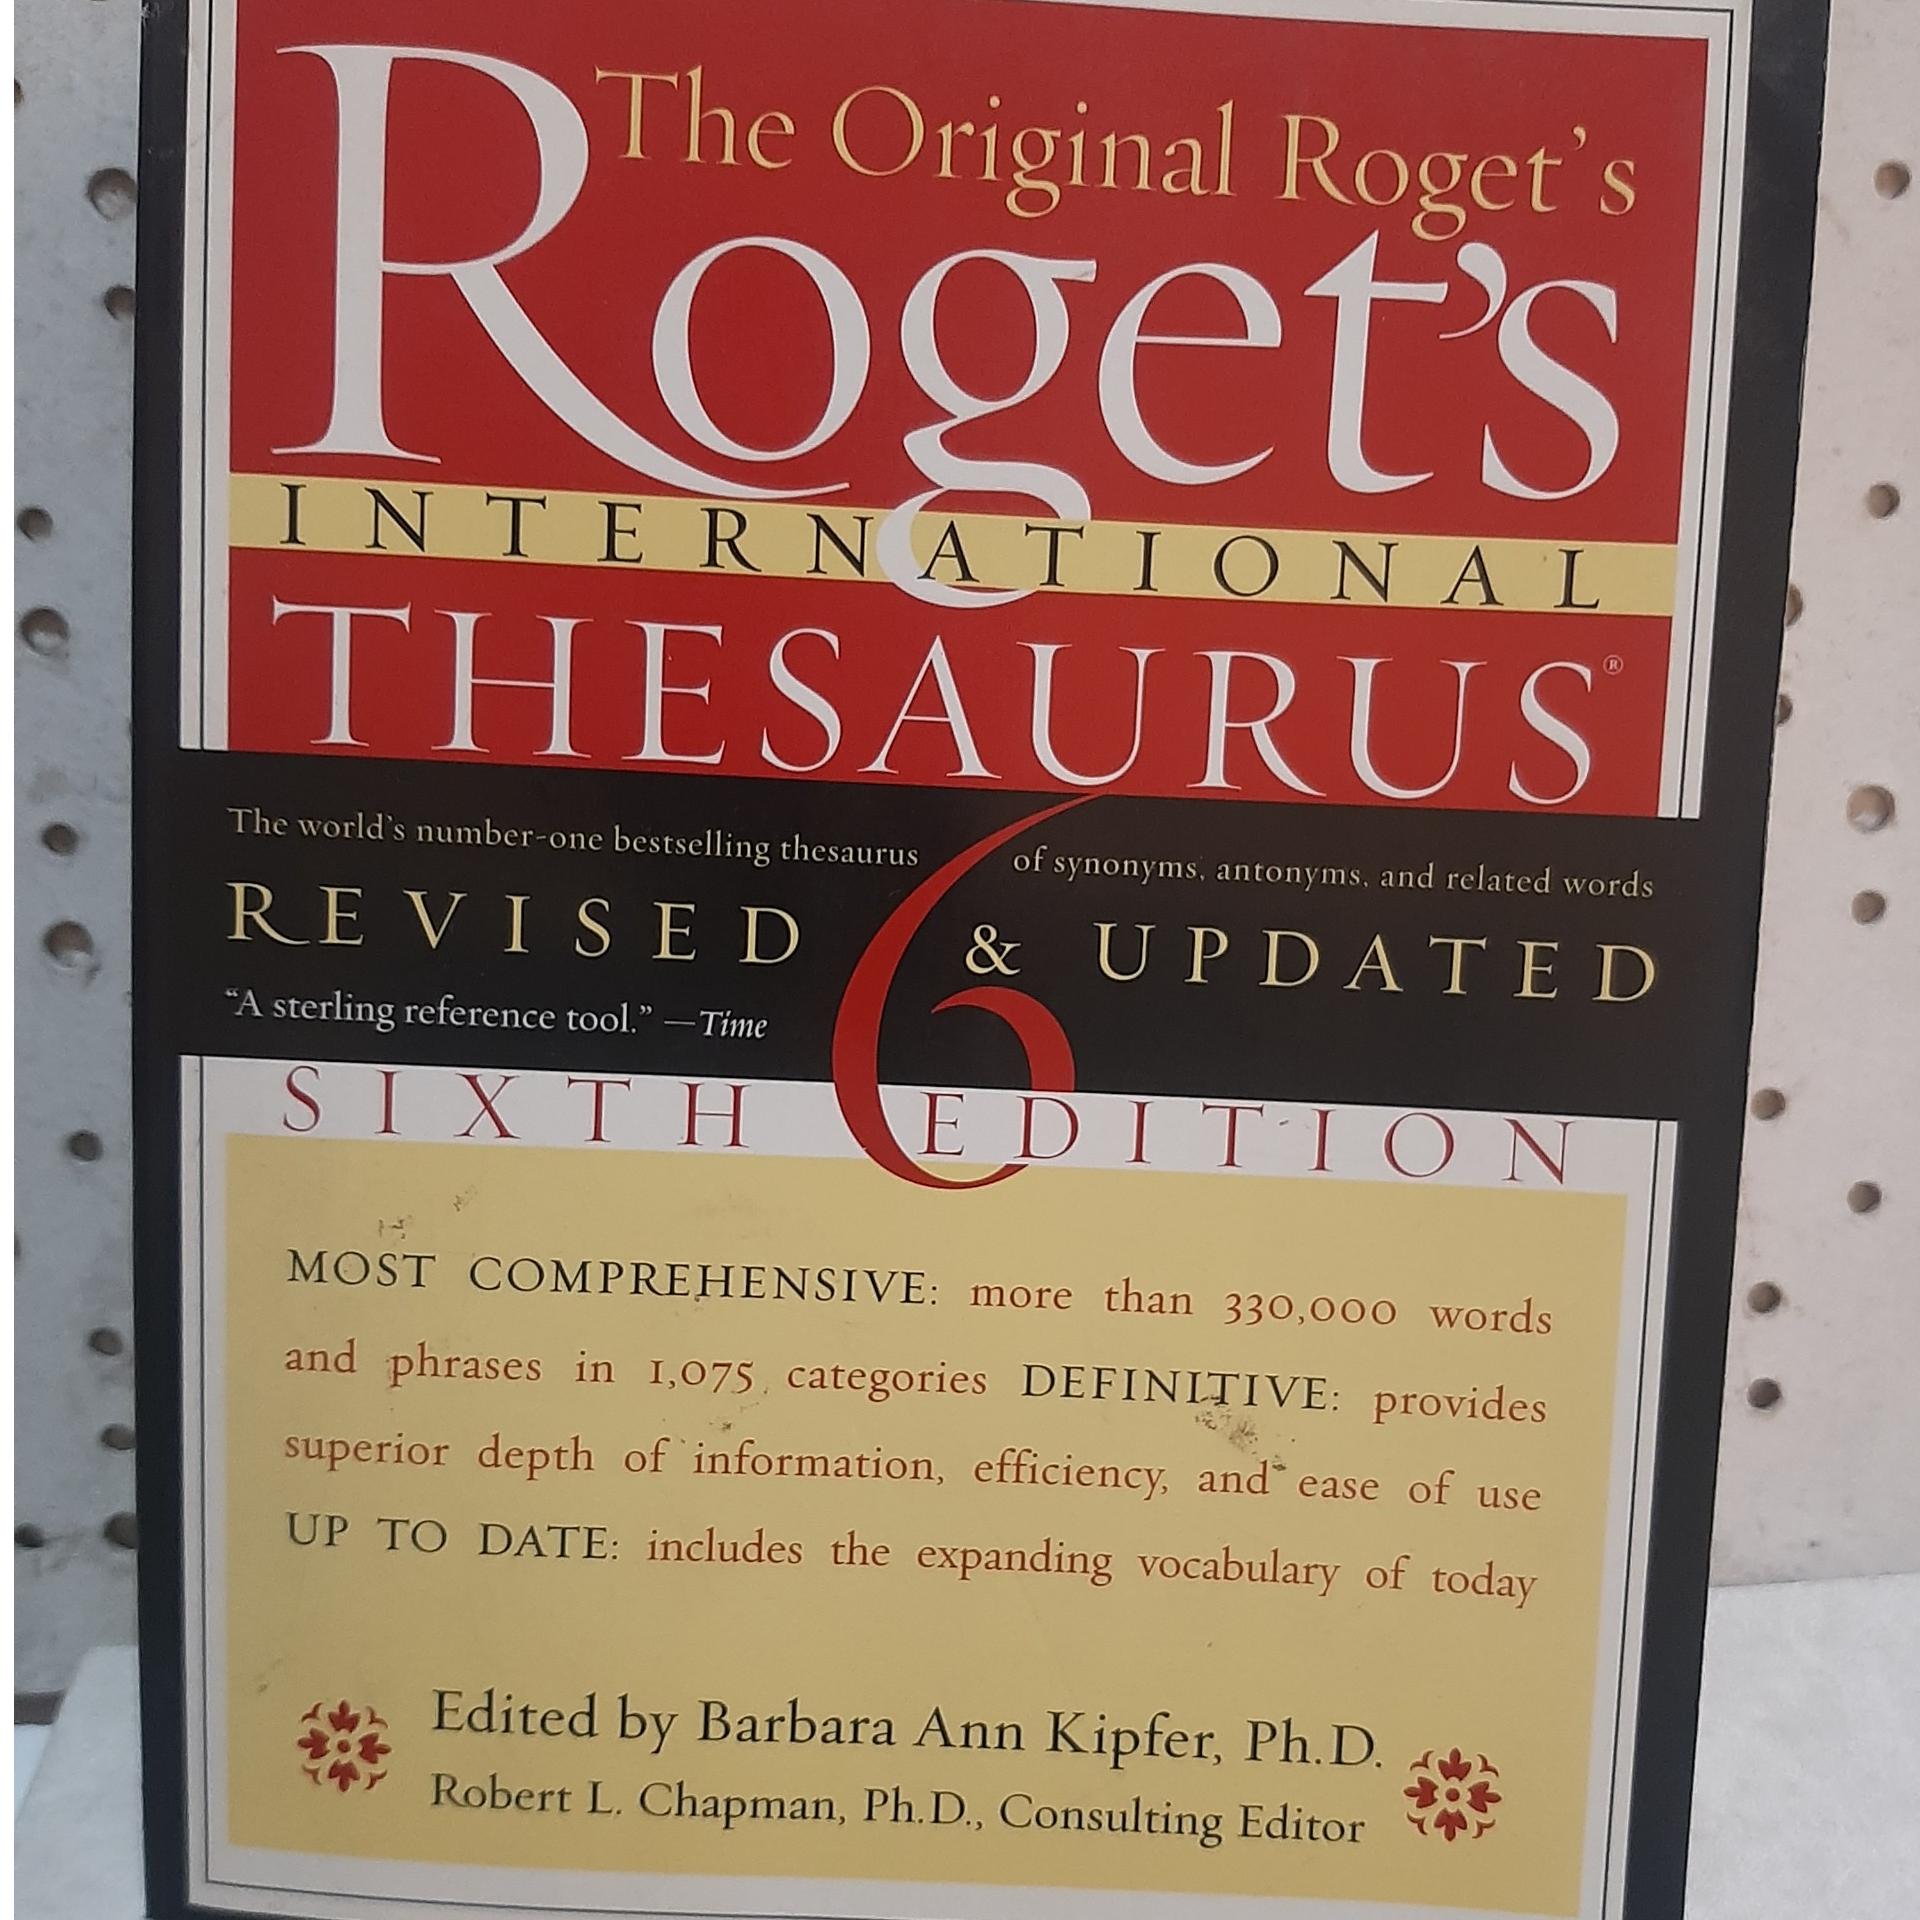 The Original Roget's
Roget's
INTERNATIONAL
THESAURUS®
The world's number-one bestselling thesaurus of synonyms, antonyms, and related words
REVISED & UPDATED
"A sterling reference tool." —Time
6
SIXTH EDITION
MOST COMPREHENSIVE: more than 330,000 words
and phrases in 1,075 categories DEFINITIVE: provides
superior depth of information, efficiency, and ease of use
UP TO DATE: includes the expanding vocabulary of today
Edited by Barbara Ann Kipfer, Ph.D.
Robert L. Chapman, Ph.D., Consulting Editor